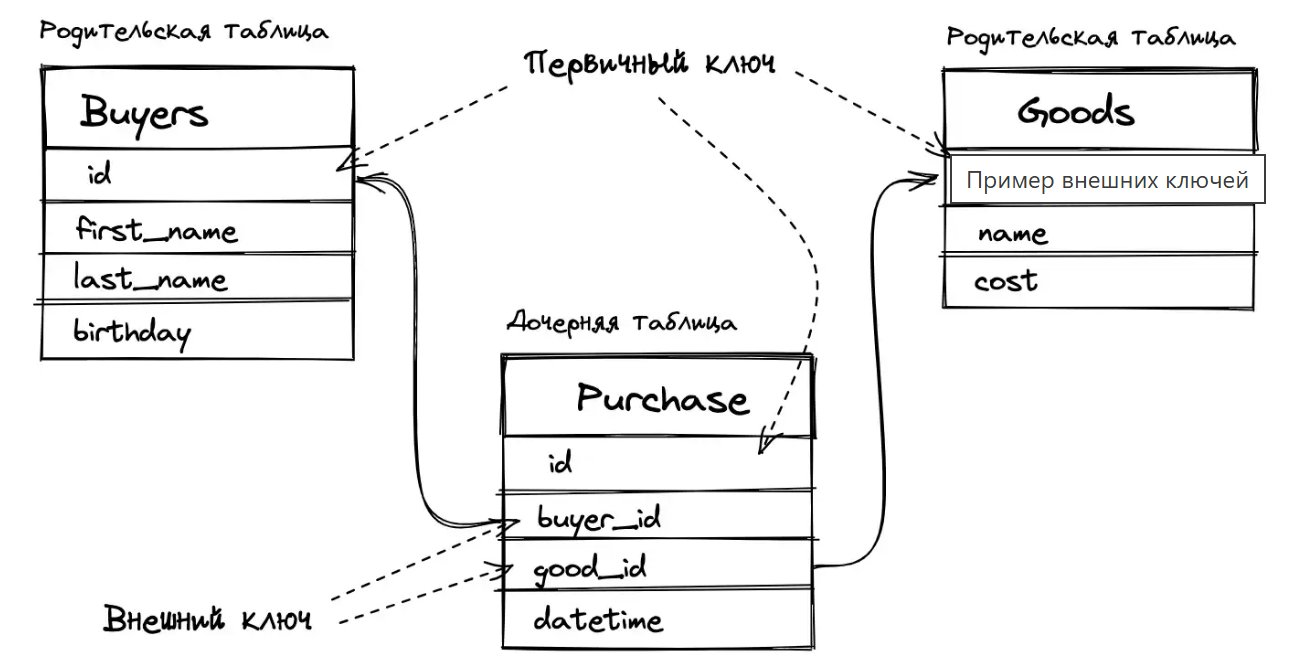 Родительская таблица
Buyers
id
first_name
last_name
birthday
Первичный ключ
Родительская таблица
Goods
Пример внешних ключей
name
cost
Дочерняя таблица
Purchase
id
buyer_id
good_id
datetime
Внешний ключ